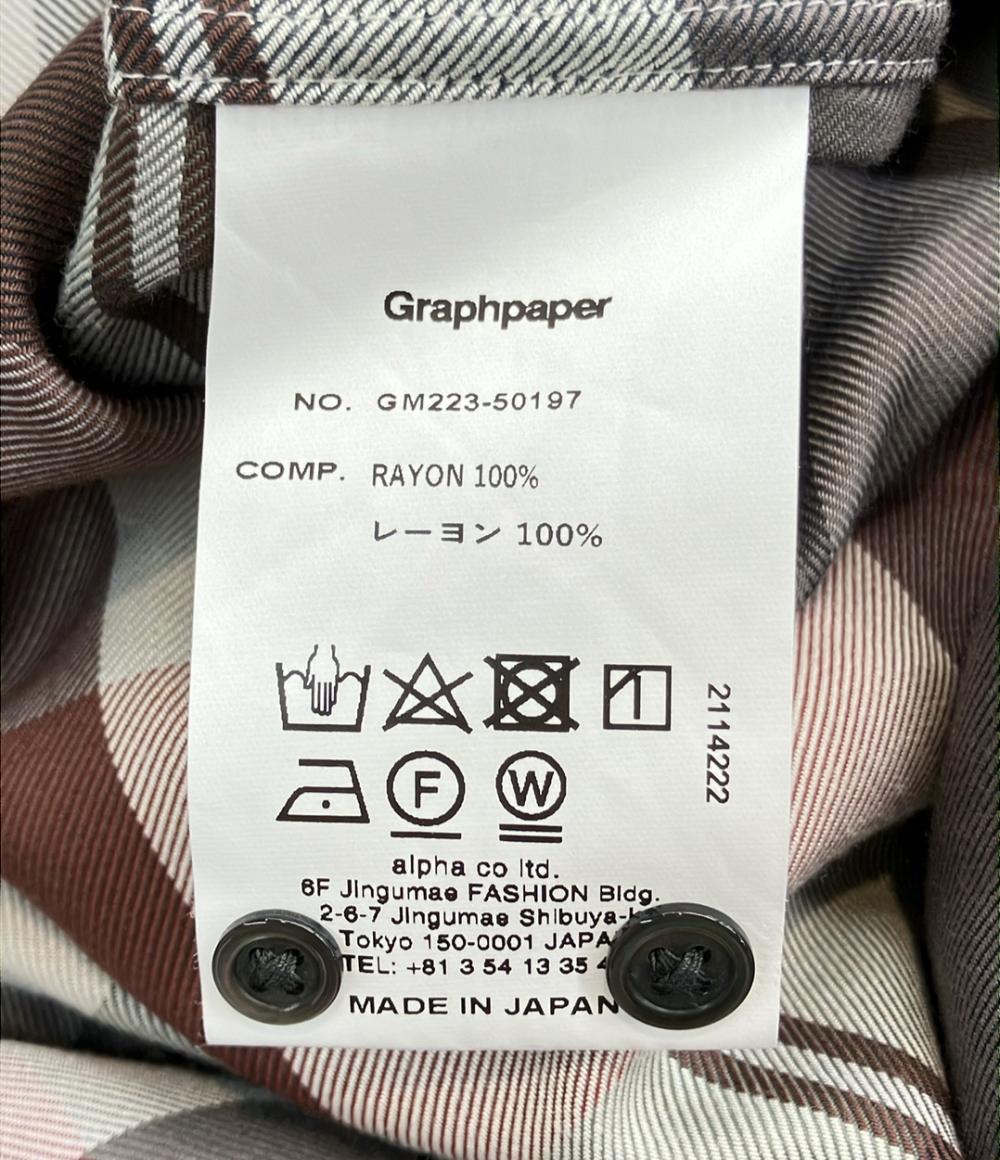 Graphpaper
NO. GM223-50197
COMP. RAYON 100%
レーヨン 100%
2114222
F W
alpha co ltd.
6F Jingumae FASHION Bldg.
2-6-7 Jingumae Shibuya-
Tokyo 150-0001 JAPA
TEL: +81 3 54 13 35
MADE IN JAPAN